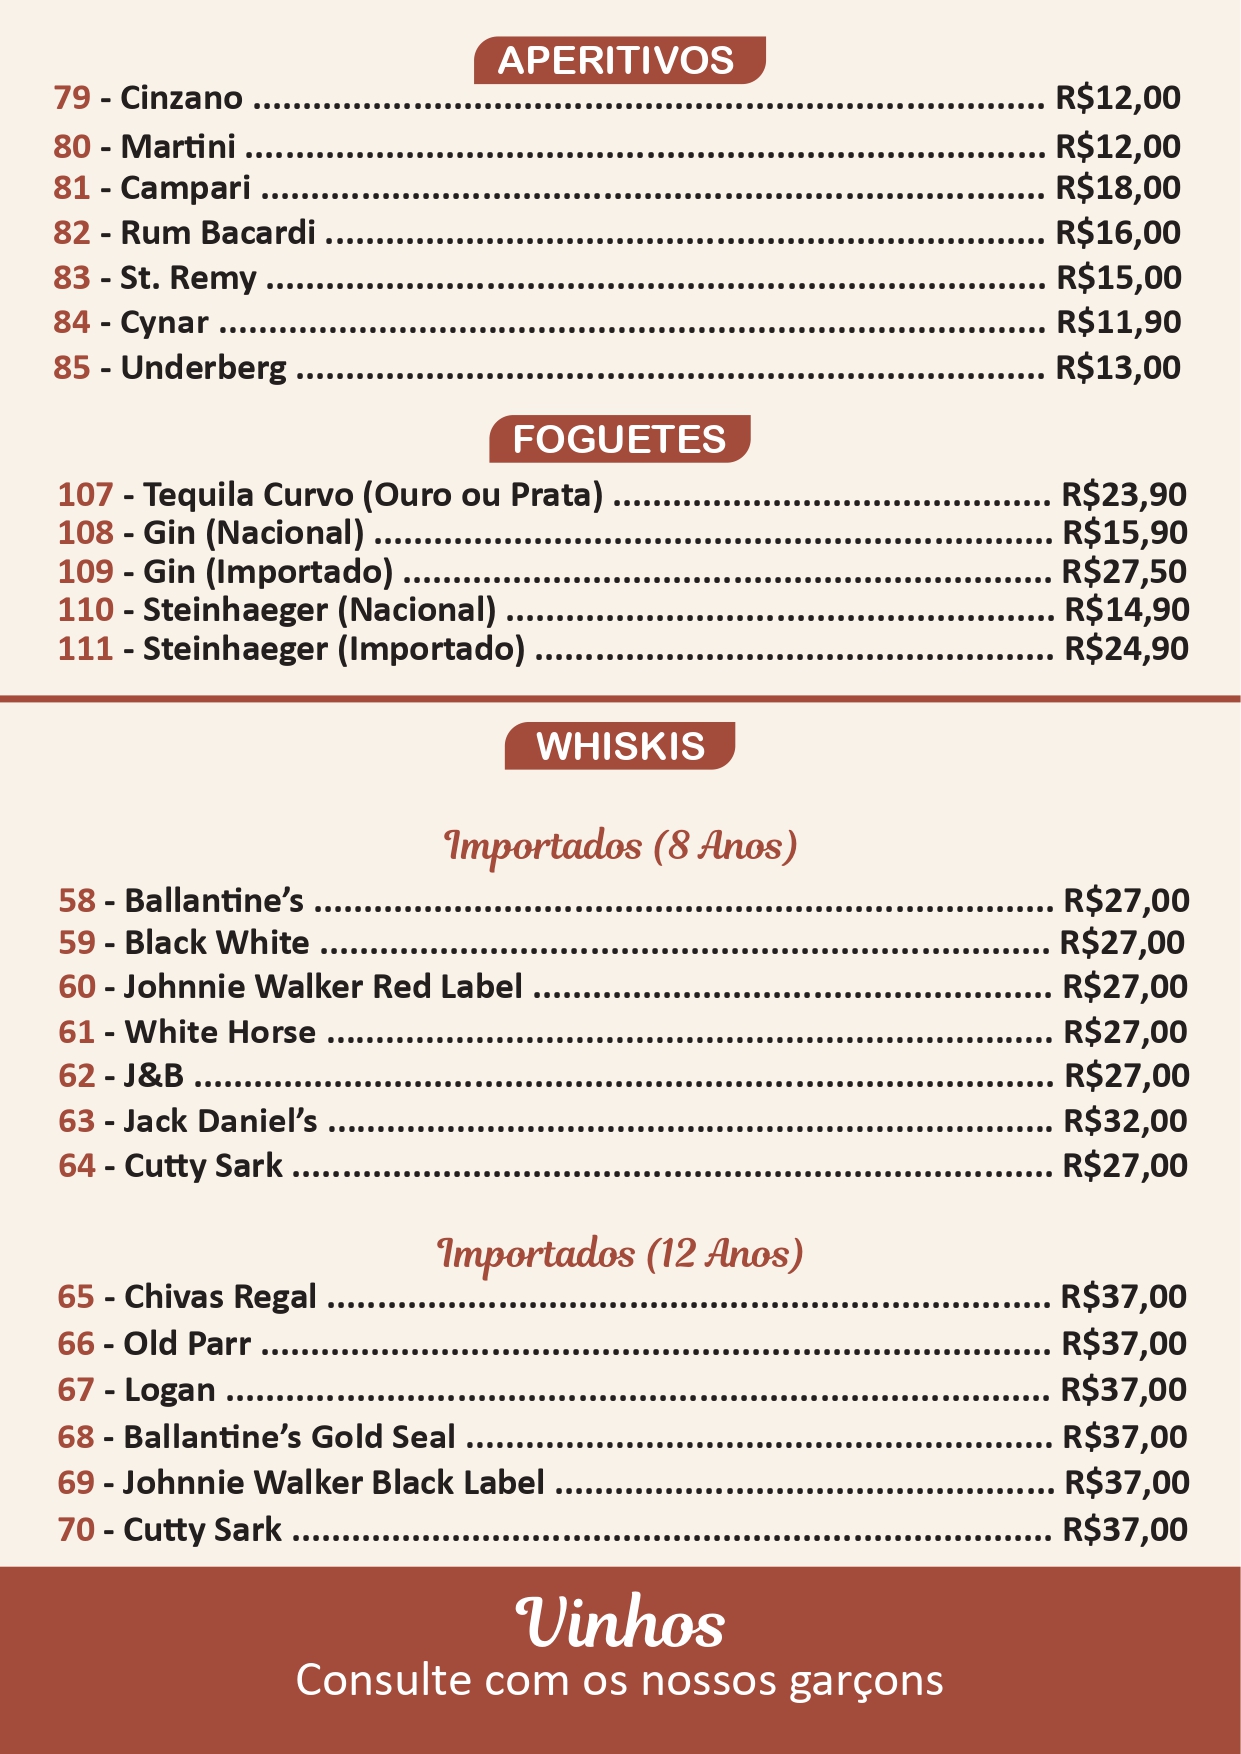 APERITIVOS
79 - Cinzano ................................................................................ R$12,00
80 - Martini ................................................................................. R$12,00
81 - Campari ............................................................................... R$18,00
82 - Rum Bacardi ........................................................................ R$16,00
83 - St. Remy .............................................................................. R$15,00
84 - Cynar ................................................................................... R$11,90
85 - Underberg ........................................................................... R$13,00
FOGUETES
107 - Tequila Curvo (Ouro ou Prata) ............................................ R$23,90
108 - Gin (Nacional) .................................................................... R$15,90
109 - Gin (Importado) ................................................................. R$27,50
110 - Steinhaeger (Nacional) ....................................................... R$14,90
111 - Steinhaeger (Importado) .................................................... R$24,90
WHISKIS
Importados (8 Anos)
58 - Ballantine’s .......................................................................... R$27,00
59 - Black White ......................................................................... R$27,00
60 - Johnnie Walker Red Label .................................................... R$27,00
61 - White Horse ......................................................................... R$27,00
62 - J&B ...................................................................................... R$27,00
63 - Jack Daniel’s ......................................................................... R$32,00
64 - Cutty Sark ............................................................................ R$27,00
Importados (12 Anos)
65 - Chivas Regal ......................................................................... R$37,00
66 - Old Parr ............................................................................... R$37,00
67 - Logan ................................................................................... R$37,00
68 - Ballantine’s Gold Seal ........................................................... R$37,00
69 - Johnnie Walker Black Label .................................................. R$37,00
70 - Cutty Sark ............................................................................ R$37,00
Vinhos
Consulte com os nossos garçons